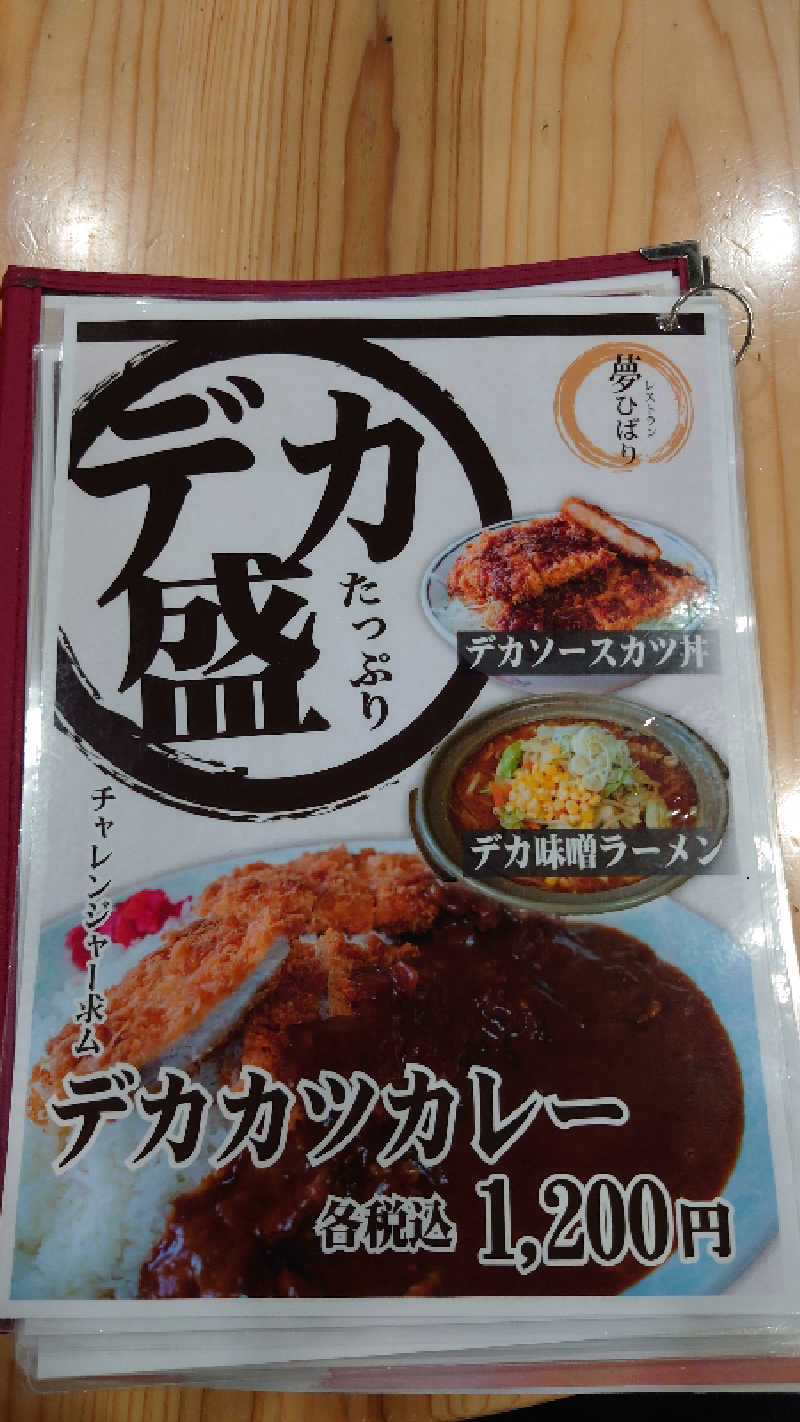 デカ
盛
たっぷり
レストラン
夢ひばり
デカソースカツ丼
デカ味噌ラーメン
チャレンジャー求ム
デカカツカレー
各税込 1,200円